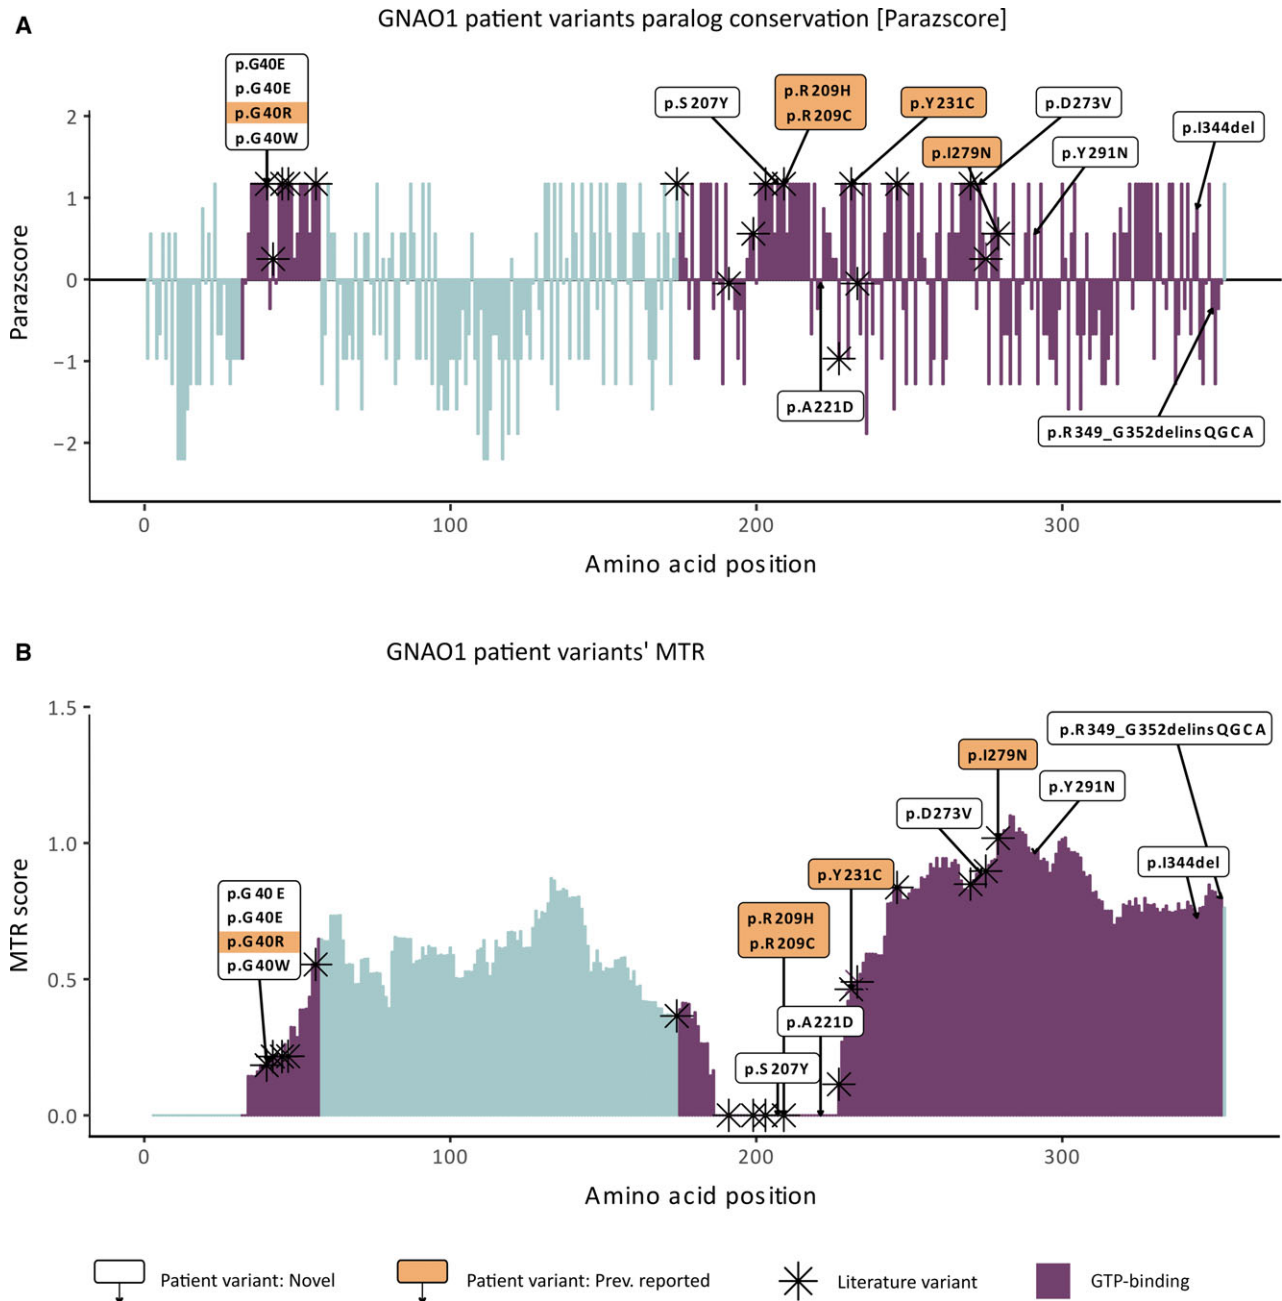 A
GNAO1 patient variants paralog conservation [Parazscore]
p.G40E
p.G40E
p.G40R
p.G40W
p.S207Y
p.R209H
p.R209C
p.Y231C
p.D273V
p.I279N
p.Y291N
p.I344del
p.A221D
p.R349_G352delinsQGCA
Parazscore
2
1
0
−1
−2
0
100
200
300
Amino acid position
B
GNAO1 patient variants' MTR
p.R349_G352delinsQGCA
p.I279N
p.Y291N
p.D273V
p.I344del
p.Y231C
p.G40E
p.G40E
p.G40R
p.G40W
p.R209H
p.R209C
p.A221D
p.S207Y
MTR score
1.5
1.0
0.5
0.0
0
100
200
300
Amino acid position
Patient variant: Novel
Patient variant: Prev. reported
Literature variant
GTP-binding